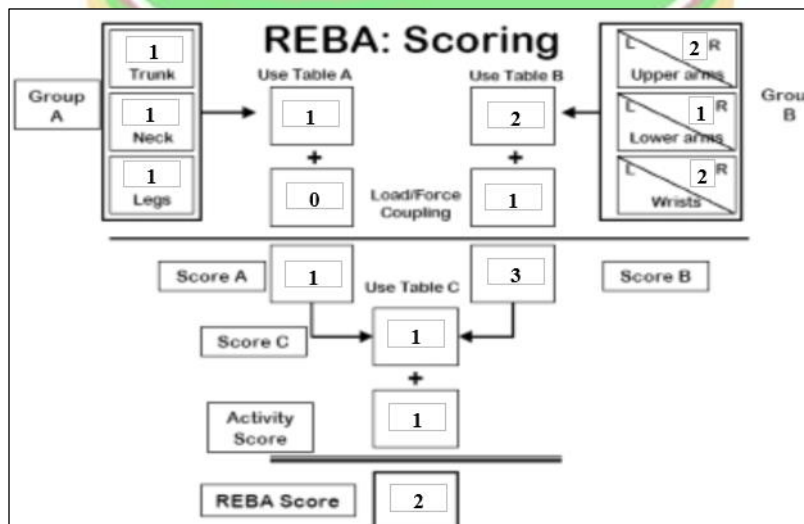 REBA: Scoring
1
Trunk
Group
A
1
Neck
1
Legs
Use Table A
1
+
0
Use Table B
2
+
1
Load/Force
Coupling
L 2 R
Upper arms
L 1 R
Lower arms
L 2 R
Wrists
Grou
B
Score A
1
Use Table C
3
Score B
Score C
1
+
Activity
Score
1
REBA Score
2